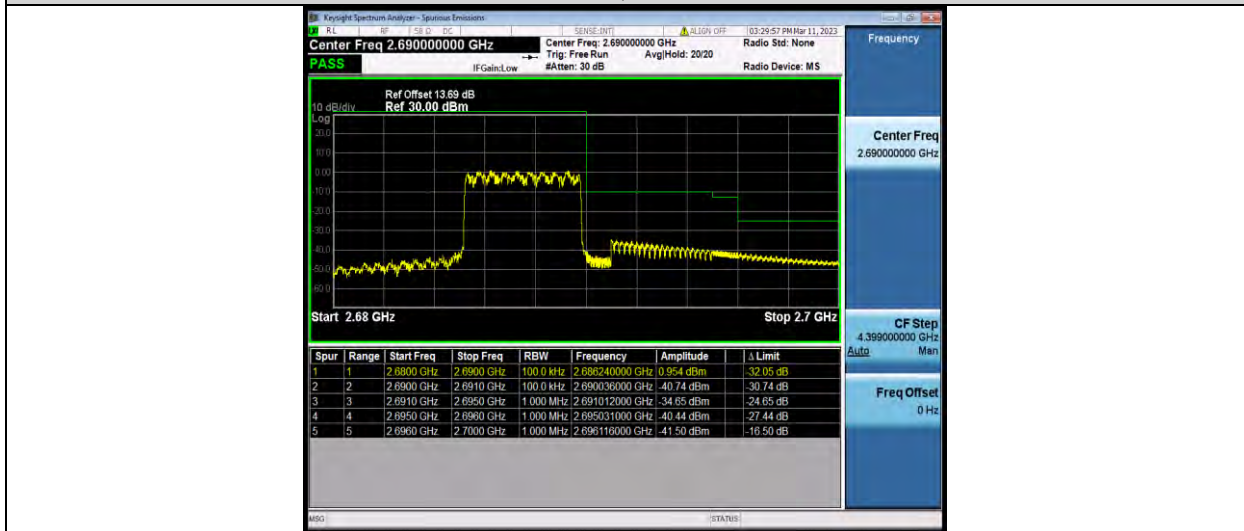 Keysight Spectrum Analyzer - Spurious Emissions
RL RF 50 Ω DC SENSE:INT ALIGN OFF 03:29:57 PM Mar 11, 2023
Center Freq 2.690000000 GHz Center Freq: 2.690000000 GHz Radio Std: None
Trig: Free Run Avg|Hold: 20/20
PASS IFGain:Low #Atten: 30 dB Radio Device: MS
Frequency
Ref Offset 13.69 dB
10 dB/div Ref 30.00 dBm
Log
20.0
10.0
0.00
-10.0
-20.0
-30.0
-40.0
-50.0
-60.0
Start 2.68 GHz Stop 2.7 GHz
Center Freq
2.690000000 GHz
CF Step
4.399000000 GHz
Auto Man
Freq Offset
0 Hz
Spur Range Start Freq Stop Freq RBW Frequency Amplitude Δ Limit
1 1 2.6800 GHz 2.6900 GHz 100.0 kHz 2.686240000 GHz 0.954 dBm -32.05 dB
2 2 2.6900 GHz 2.6910 GHz 100.0 kHz 2.690036000 GHz -40.74 dBm -30.74 dB
3 3 2.6910 GHz 2.6950 GHz 1.000 MHz 2.691012000 GHz -34.65 dBm -24.65 dB
4 4 2.6950 GHz 2.6960 GHz 1.000 MHz 2.695031000 GHz -40.44 dBm -27.44 dB
5 5 2.6960 GHz 2.7000 GHz 1.000 MHz 2.696116000 GHz -41.50 dBm -16.50 dB
MSG STATUS